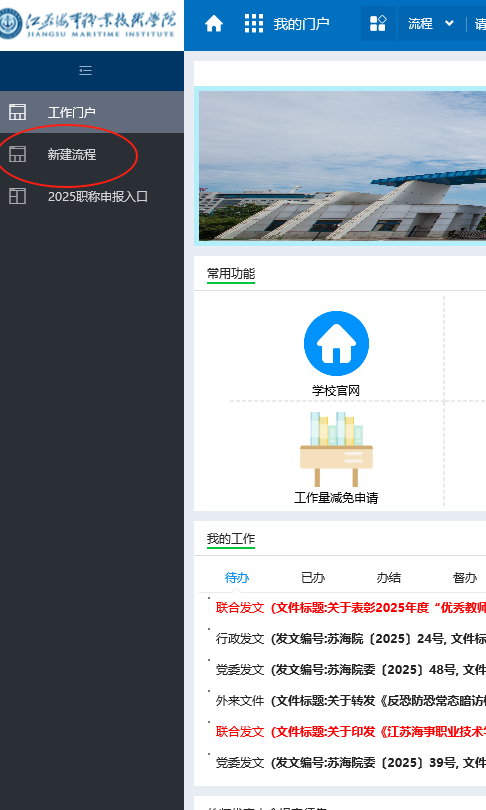 江苏海事职业技术学院
JIANGSU MARITIME INSTITUTE
我的门户
流程
请
工作门户
新建流程
2025职称申报入口
常用功能
学校官网
工作量减免申请
我的工作
待办 已办 办结 督办
联合发文 (文件标题:关于表彰2025年度“优秀教师
行政发文 (发文编号:苏海院〔2025〕24号, 文件标
党委发文 (发文编号:苏海院委〔2025〕48号, 文件
外来文件 (文件标题:关于转发《反恐防恐常态暗访
联合发文 (文件标题:关于印发《江苏海事职业技术
党委发文 (发文编号:苏海院委〔2025〕39号, 文件